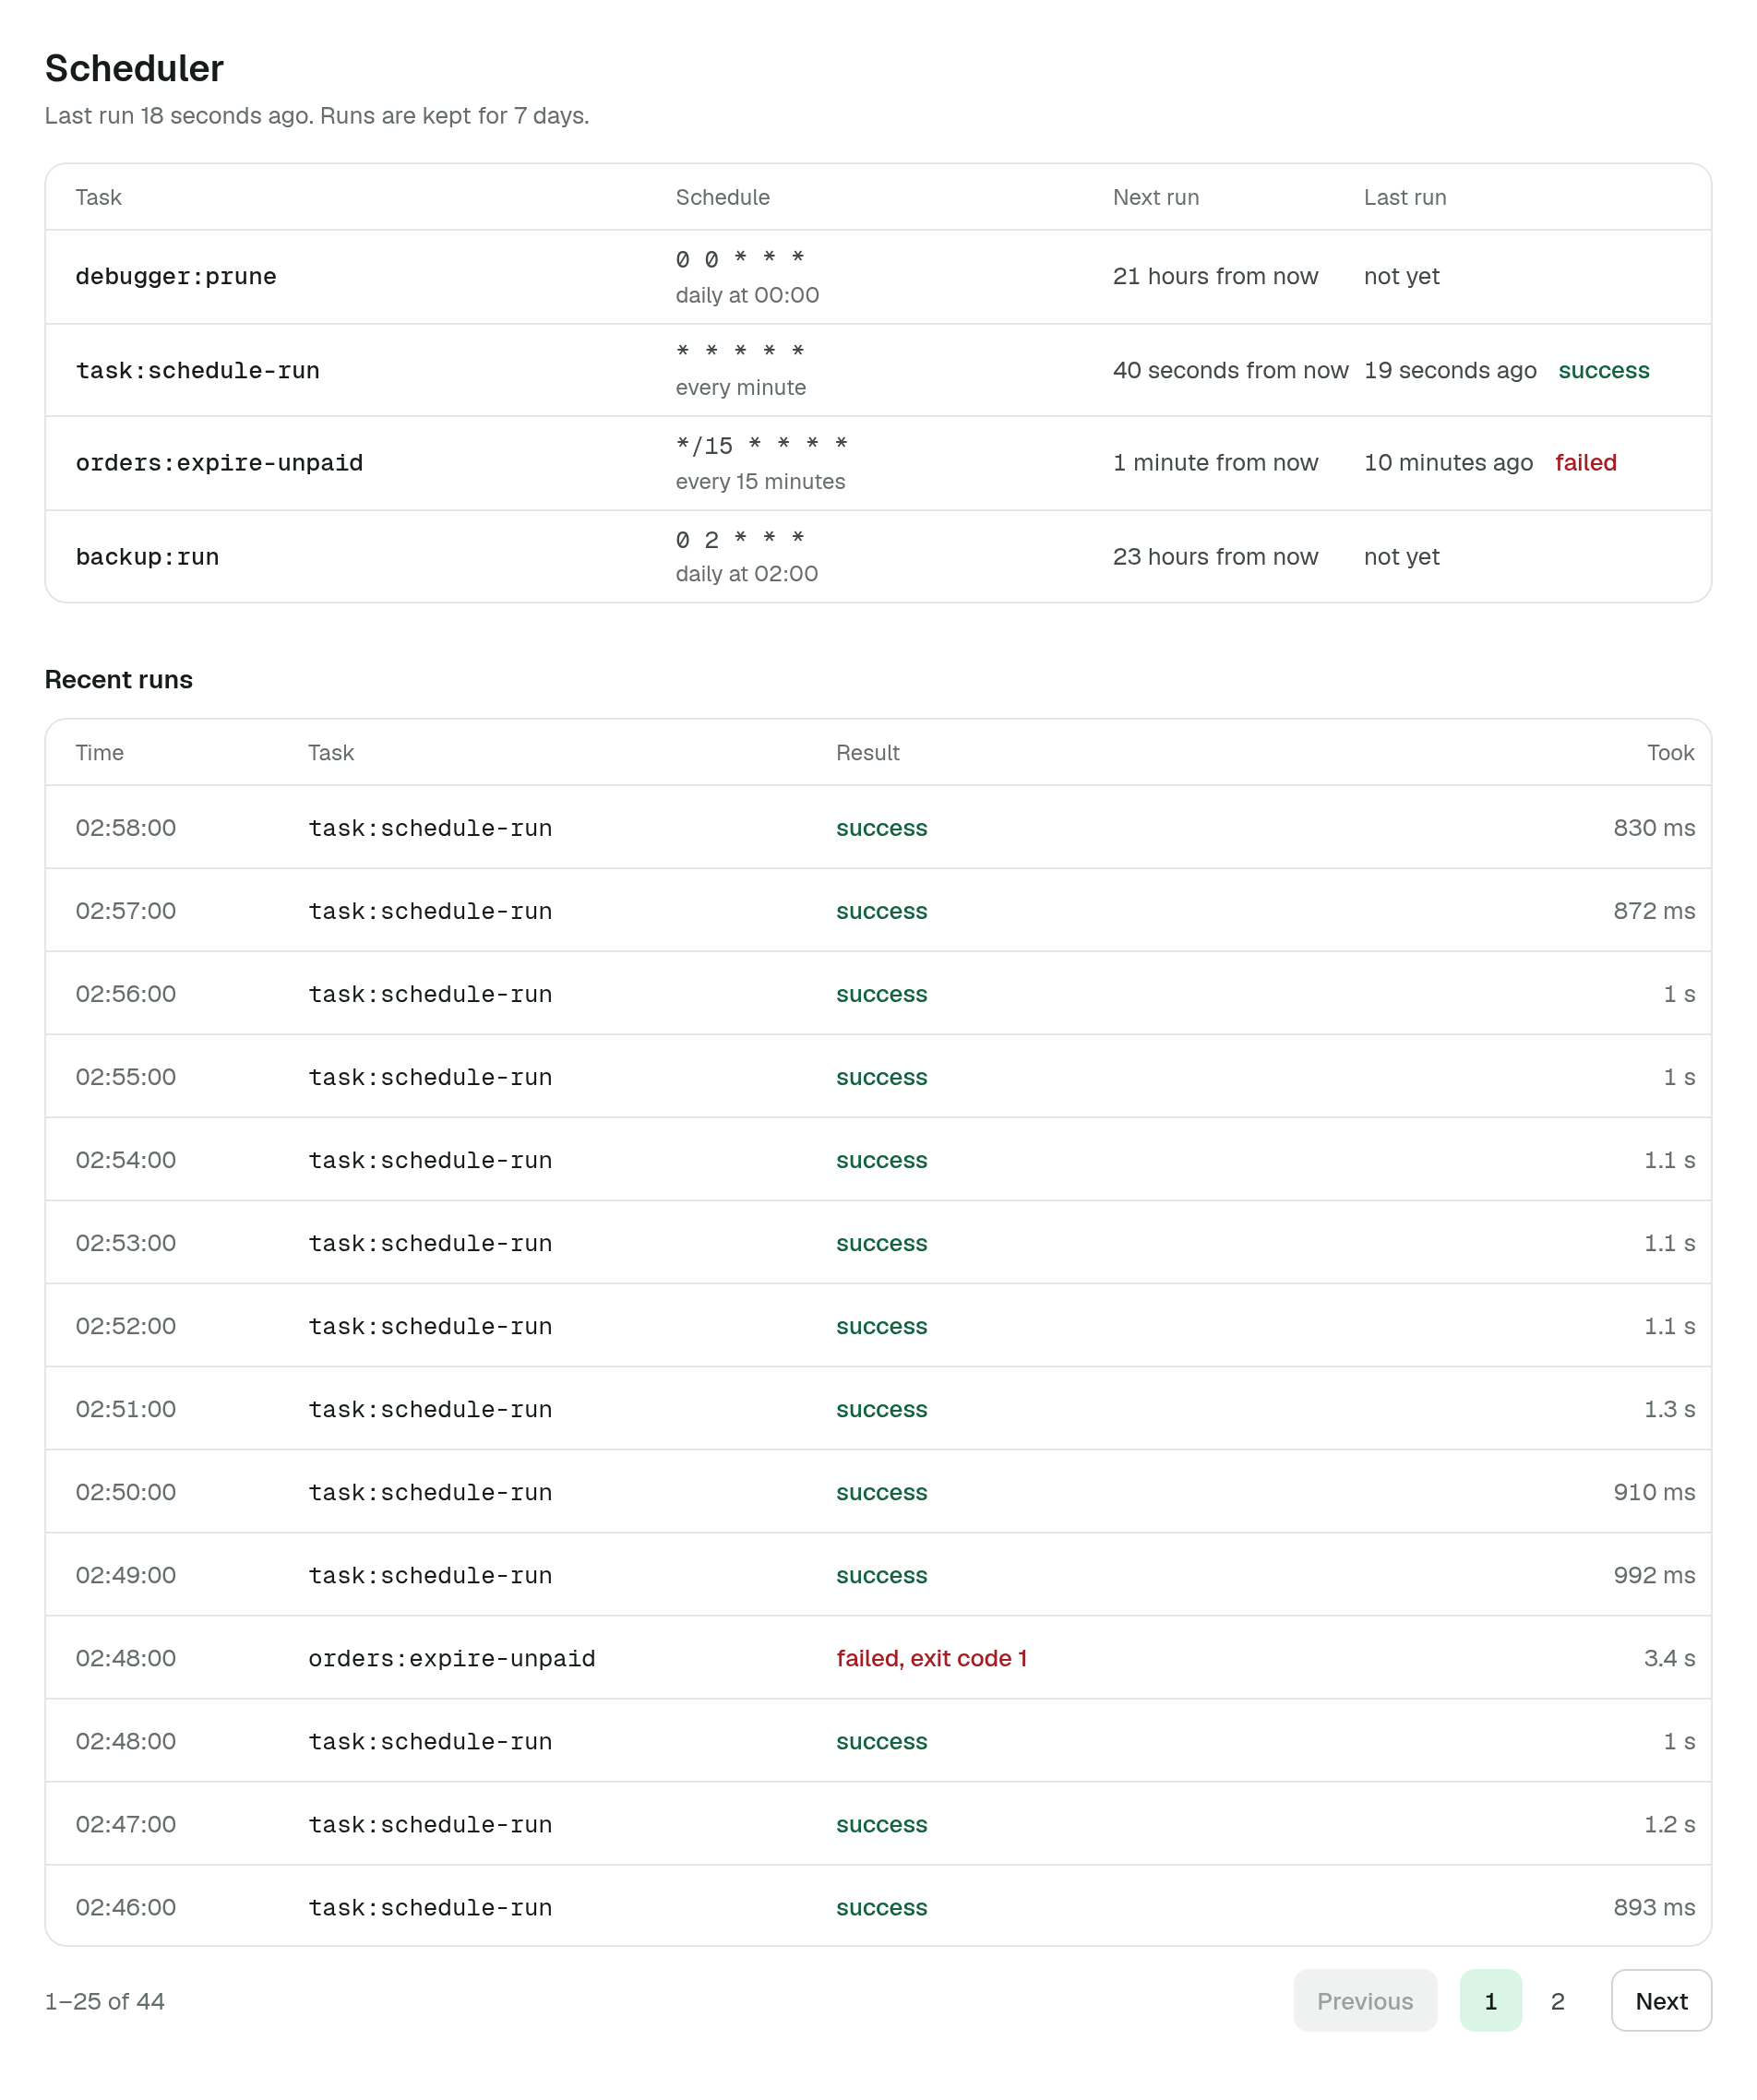 Scheduler
Last run 18 seconds ago. Runs are kept for 7 days.
Task Schedule Next run Last run
debugger:prune 0 0 * * * 21 hours from now not yet
daily at 00:00
task:schedule-run * * * * * 40 seconds from now 19 seconds ago success
every minute
orders:expire-unpaid */15 * * * * 1 minute from now 10 minutes ago failed
every 15 minutes
backup:run 0 2 * * * 23 hours from now not yet
daily at 02:00
Recent runs
Time Task Result Took
02:58:00 task:schedule-run success 830 ms
02:57:00 task:schedule-run success 872 ms
02:56:00 task:schedule-run success 1 s
02:55:00 task:schedule-run success 1 s
02:54:00 task:schedule-run success 1.1 s
02:53:00 task:schedule-run success 1.1 s
02:52:00 task:schedule-run success 1.1 s
02:51:00 task:schedule-run success 1.3 s
02:50:00 task:schedule-run success 910 ms
02:49:00 task:schedule-run success 992 ms
02:48:00 orders:expire-unpaid failed, exit code 1 3.4 s
02:48:00 task:schedule-run success 1 s
02:47:00 task:schedule-run success 1.2 s
02:46:00 task:schedule-run success 893 ms
1–25 of 44 Previous 1 2 Next